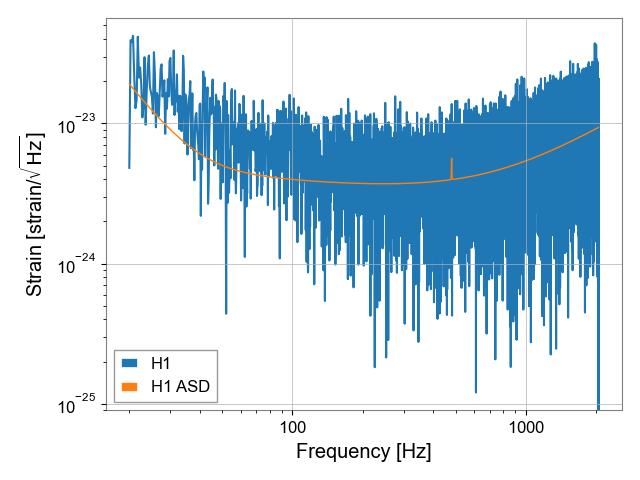 Strain [strain/√Hz]
10⁻²³
10⁻²⁴
10⁻²⁵
H1
H1 ASD
100
1000
Frequency [Hz]